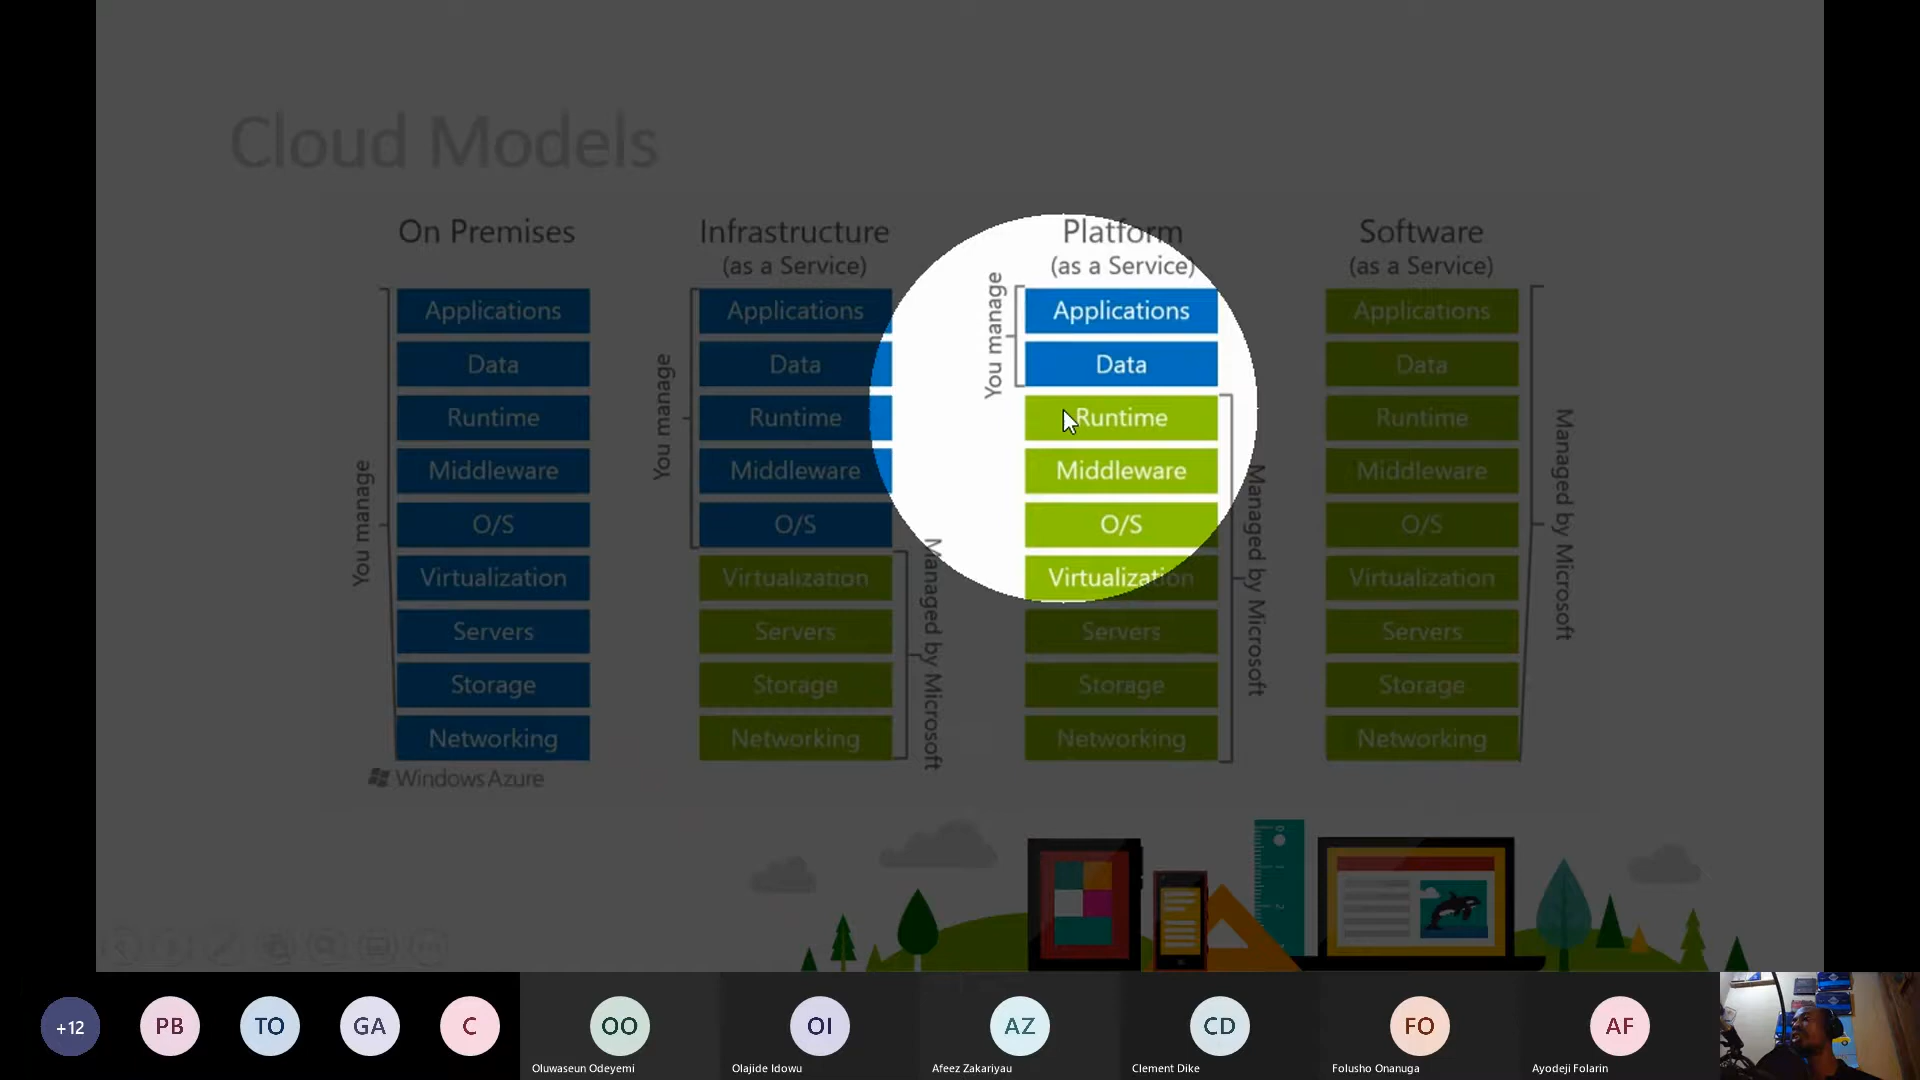 Cloud Models
On Premises
You manage
Applications
Data
Runtime
Middleware
O/S
Virtualization
Servers
Storage
Networking
Windows Azure
Infrastructure
(as a Service)
You manage
Applications
Data
Runtime
Middleware
O/S
Virtualization
Servers
Storage
Networking
Managed by Microsoft
Platform
(as a Service)
You manage
Applications
Data
Runtime
Middleware
O/S
Virtualization
Servers
Storage
Networking
Managed by Microsoft
Software
(as a Service)
Applications
Data
Runtime
Middleware
O/S
Virtualization
Servers
Storage
Networking
Managed by Microsoft
+12
PB
TO
GA
C
OO
Oluwaseun Odeyemi
OI
Olajide Idowu
AZ
Afeez Zakariyau
CD
Clement Dike
FO
Folusho Onanuga
AF
Ayodeji Folarin